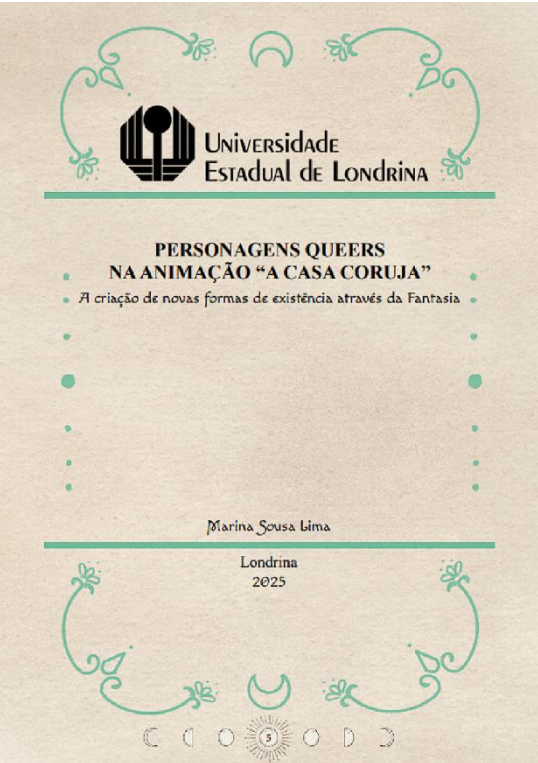 Universidade
Estadual de Londrina
PERSONAGENS QUEERS
NA ANIMAÇÃO “A CASA CORUJA”
A criação de novas formas de existência através da Fantasia
Marina Sousa Lima
Londrina
2025
5